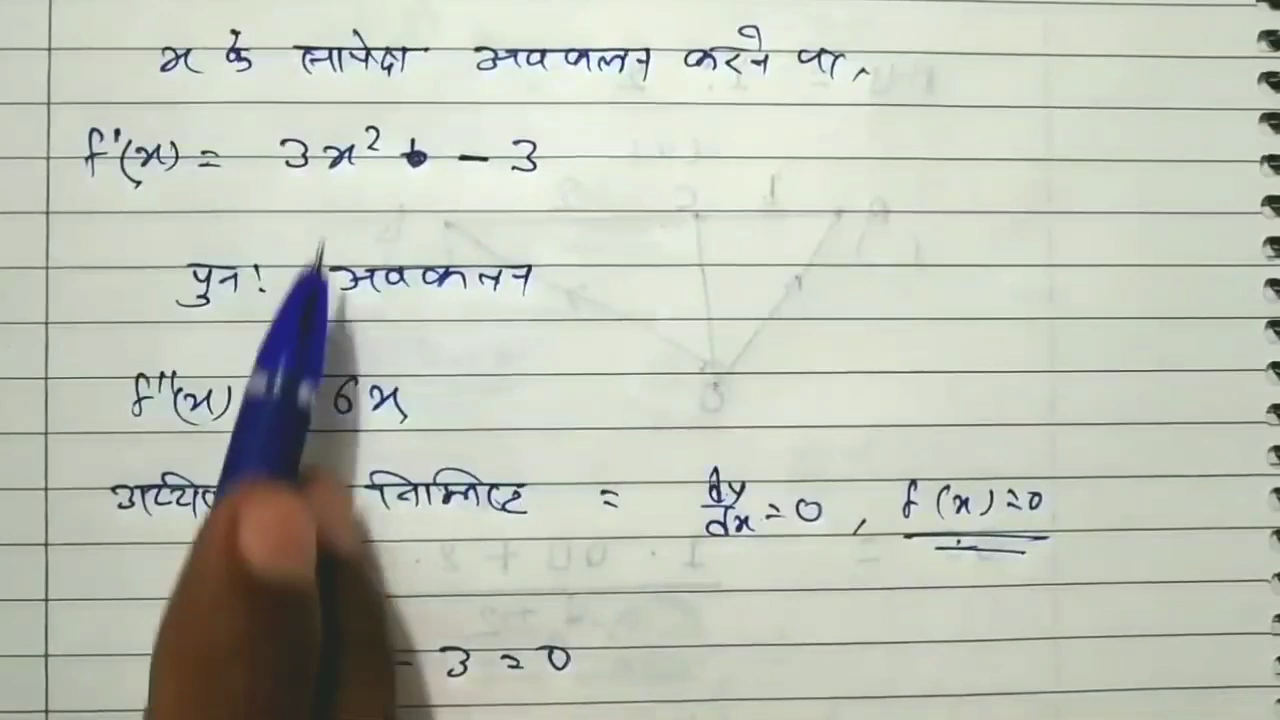 x के सापेक्ष अवकलन करने पर,
f'(x) = 3x² - 3
पुनः अवकलन
f''(x) 6x
निम्निष्ठ = dy/dx = 0 , f'(x) = 0
- 3 = 0